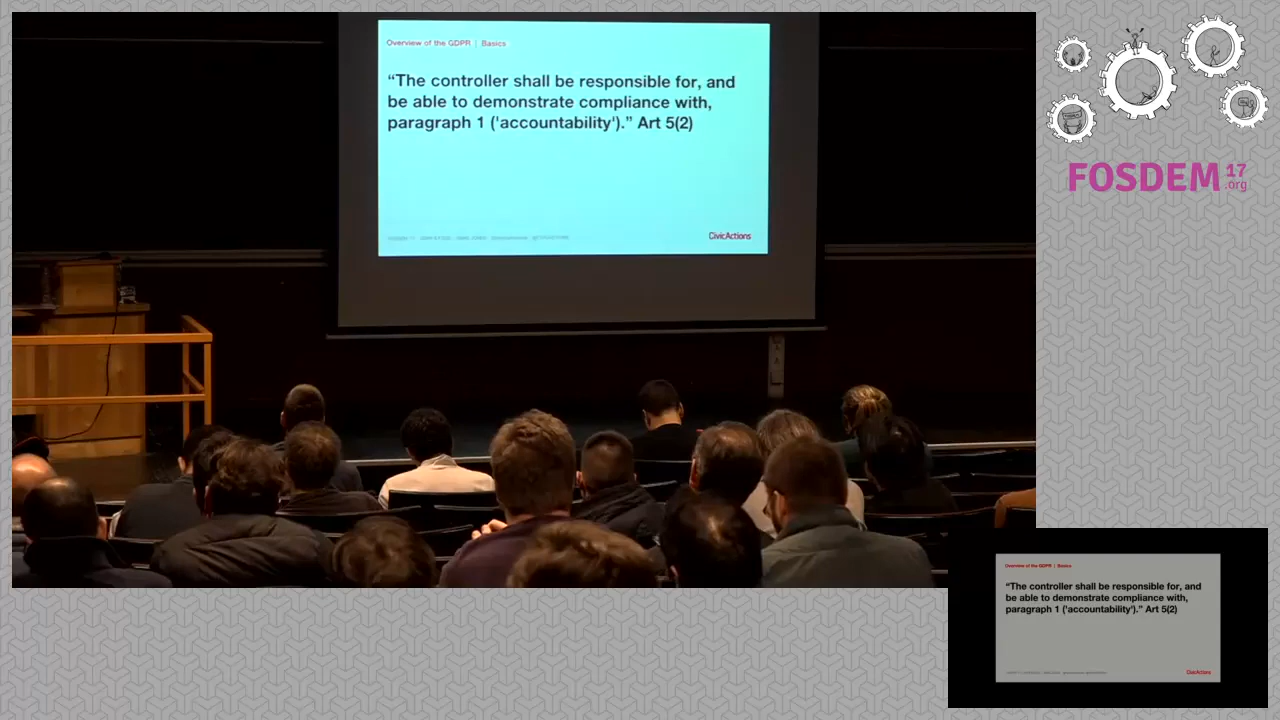 Overview of the GDPR | Basics
“The controller shall be responsible for, and
be able to demonstrate compliance with,
paragraph 1 ('accountability').” Art 5(2)
CivicActions
FOSDEM 17
.org
Overview of the GDPR | Basics
“The controller shall be responsible for, and
be able to demonstrate compliance with,
paragraph 1 ('accountability').” Art 5(2)
CivicActions